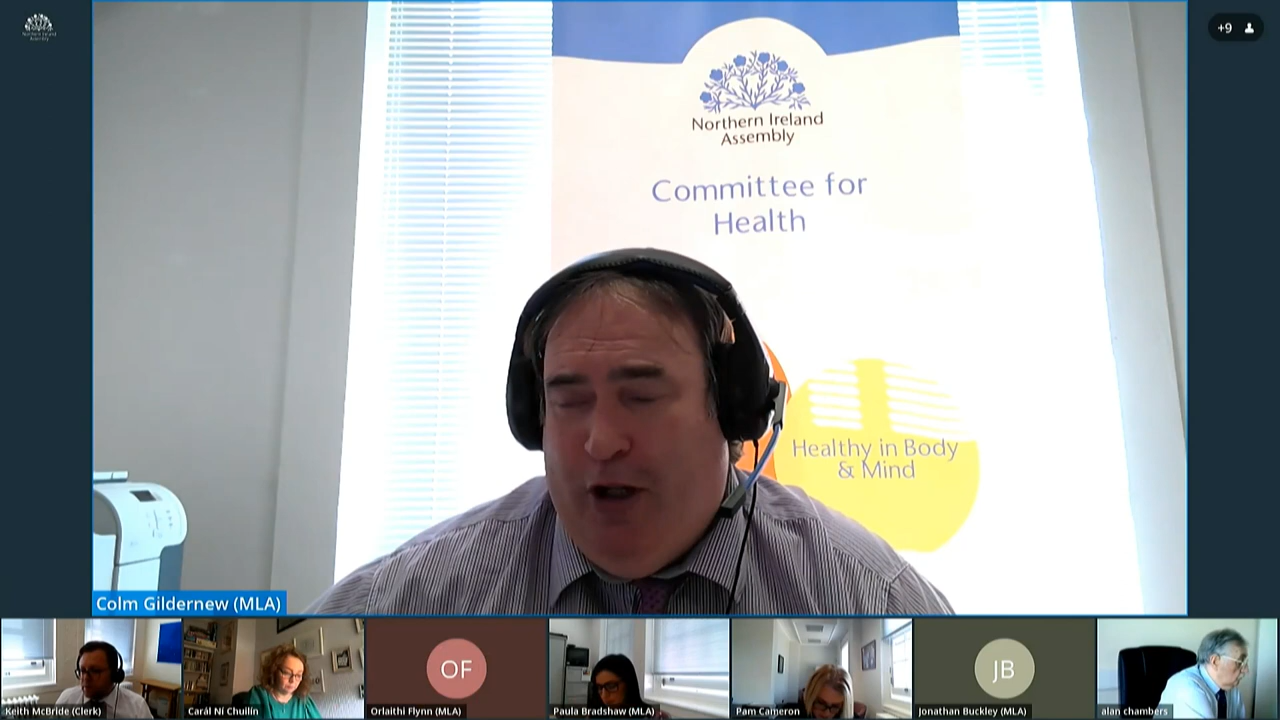 Northern Ireland
Assembly
+9
Northern Ireland
Assembly
Committee for
Health
Healthy in Body
& Mind
Colm Gildernew (MLA)
Keith McBride (Clerk)
Carál Ní Chuilín
OF
Orlaithi Flynn (MLA)
Paula Bradshaw (MLA)
Pam Cameron
JB
Jonathan Buckley (MLA)
alan chambers